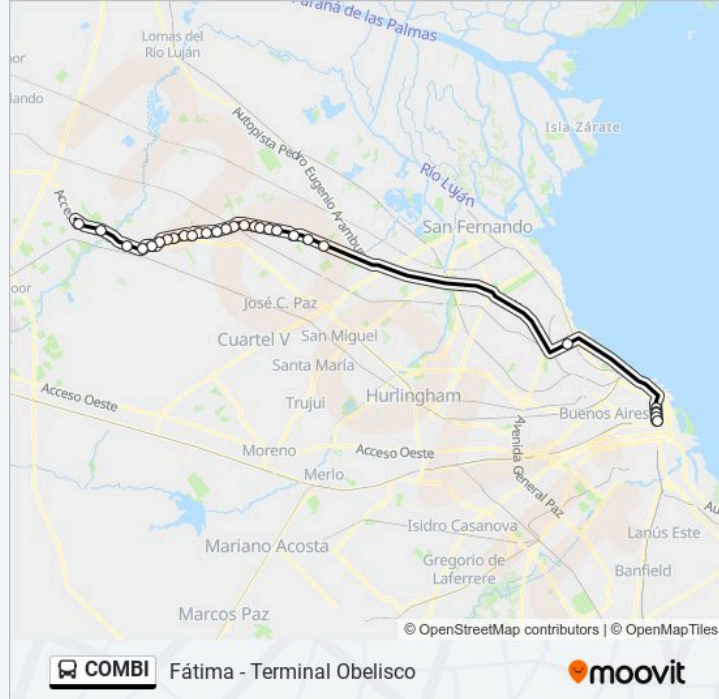 Paraná de las Palmas
Lomas del
Río Luján
Isla Zárate
Autopista Pedro Eugenio Aramburu
Río Luján
San Fernando
José C. Paz
Cuartel V
San Miguel
Santa María
Hurlingham
Trujui
Buenos Aires
Acceso Oeste
Moreno
Acceso Oeste
Merlo
Avenida General Paz
Isidro Casanova
Lanús Este
Mariano Acosta
Gregorio de
Laferrere
Banfield
Marcos Paz
© OpenStreetMap contributors | © OpenMapTiles
COMBI
Fátima - Terminal Obelisco
moovit